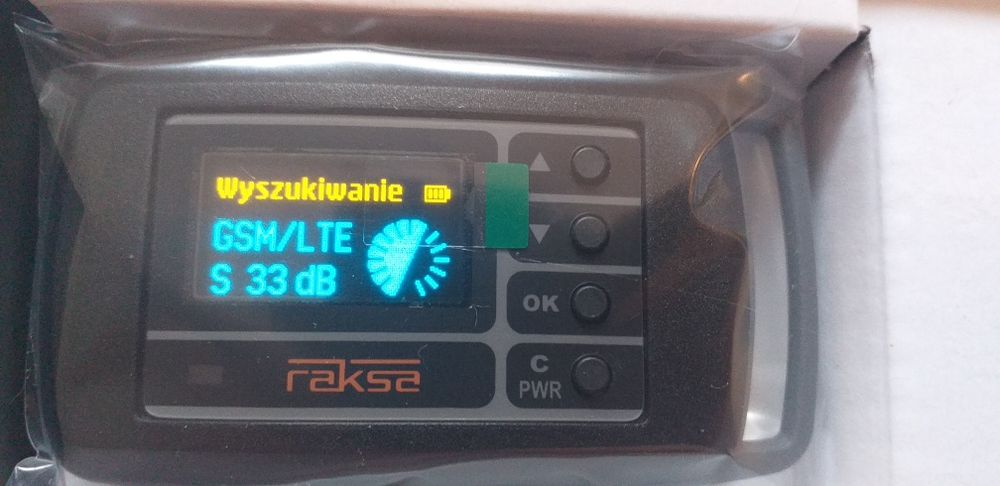 Wyszukiwanie
GSM/LTE
S 33 dB
OK
C
PWR
raksa